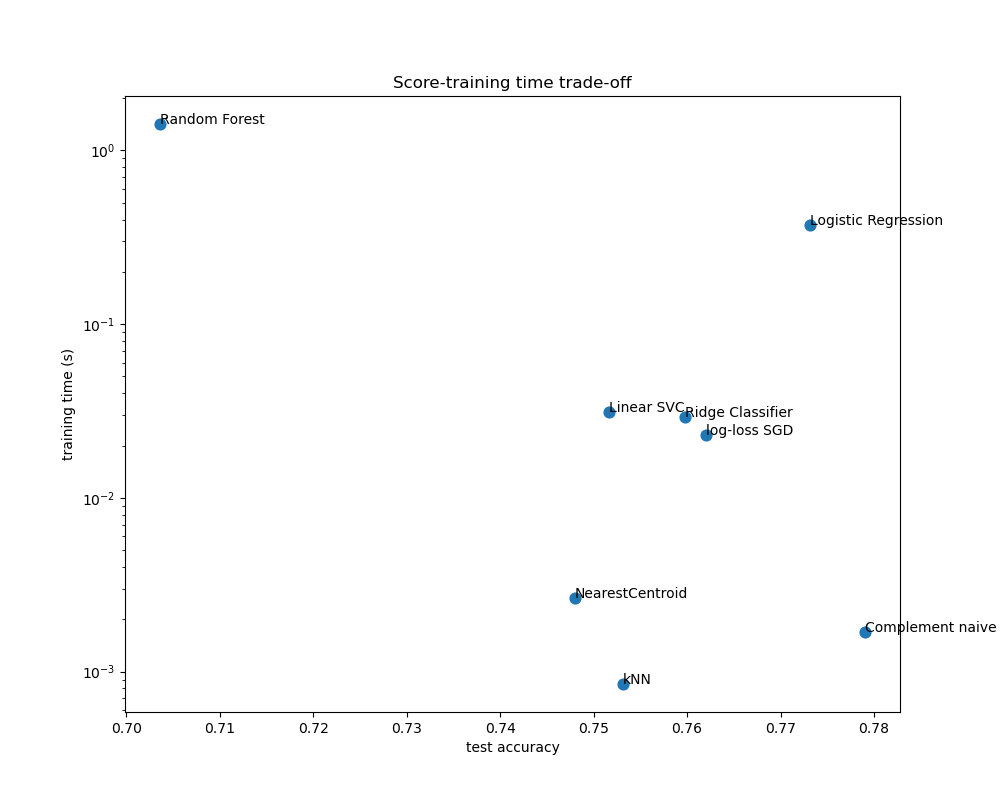 Score-training time trade-off
Random Forest
Logistic Regression
Linear SVC
Ridge Classifier
log-loss SGD
NearestCentroid
Complement naive
kNN
10⁰
10⁻¹
10⁻²
10⁻³
training time (s)
0.70 0.71 0.72 0.73 0.74 0.75 0.76 0.77 0.78
test accuracy